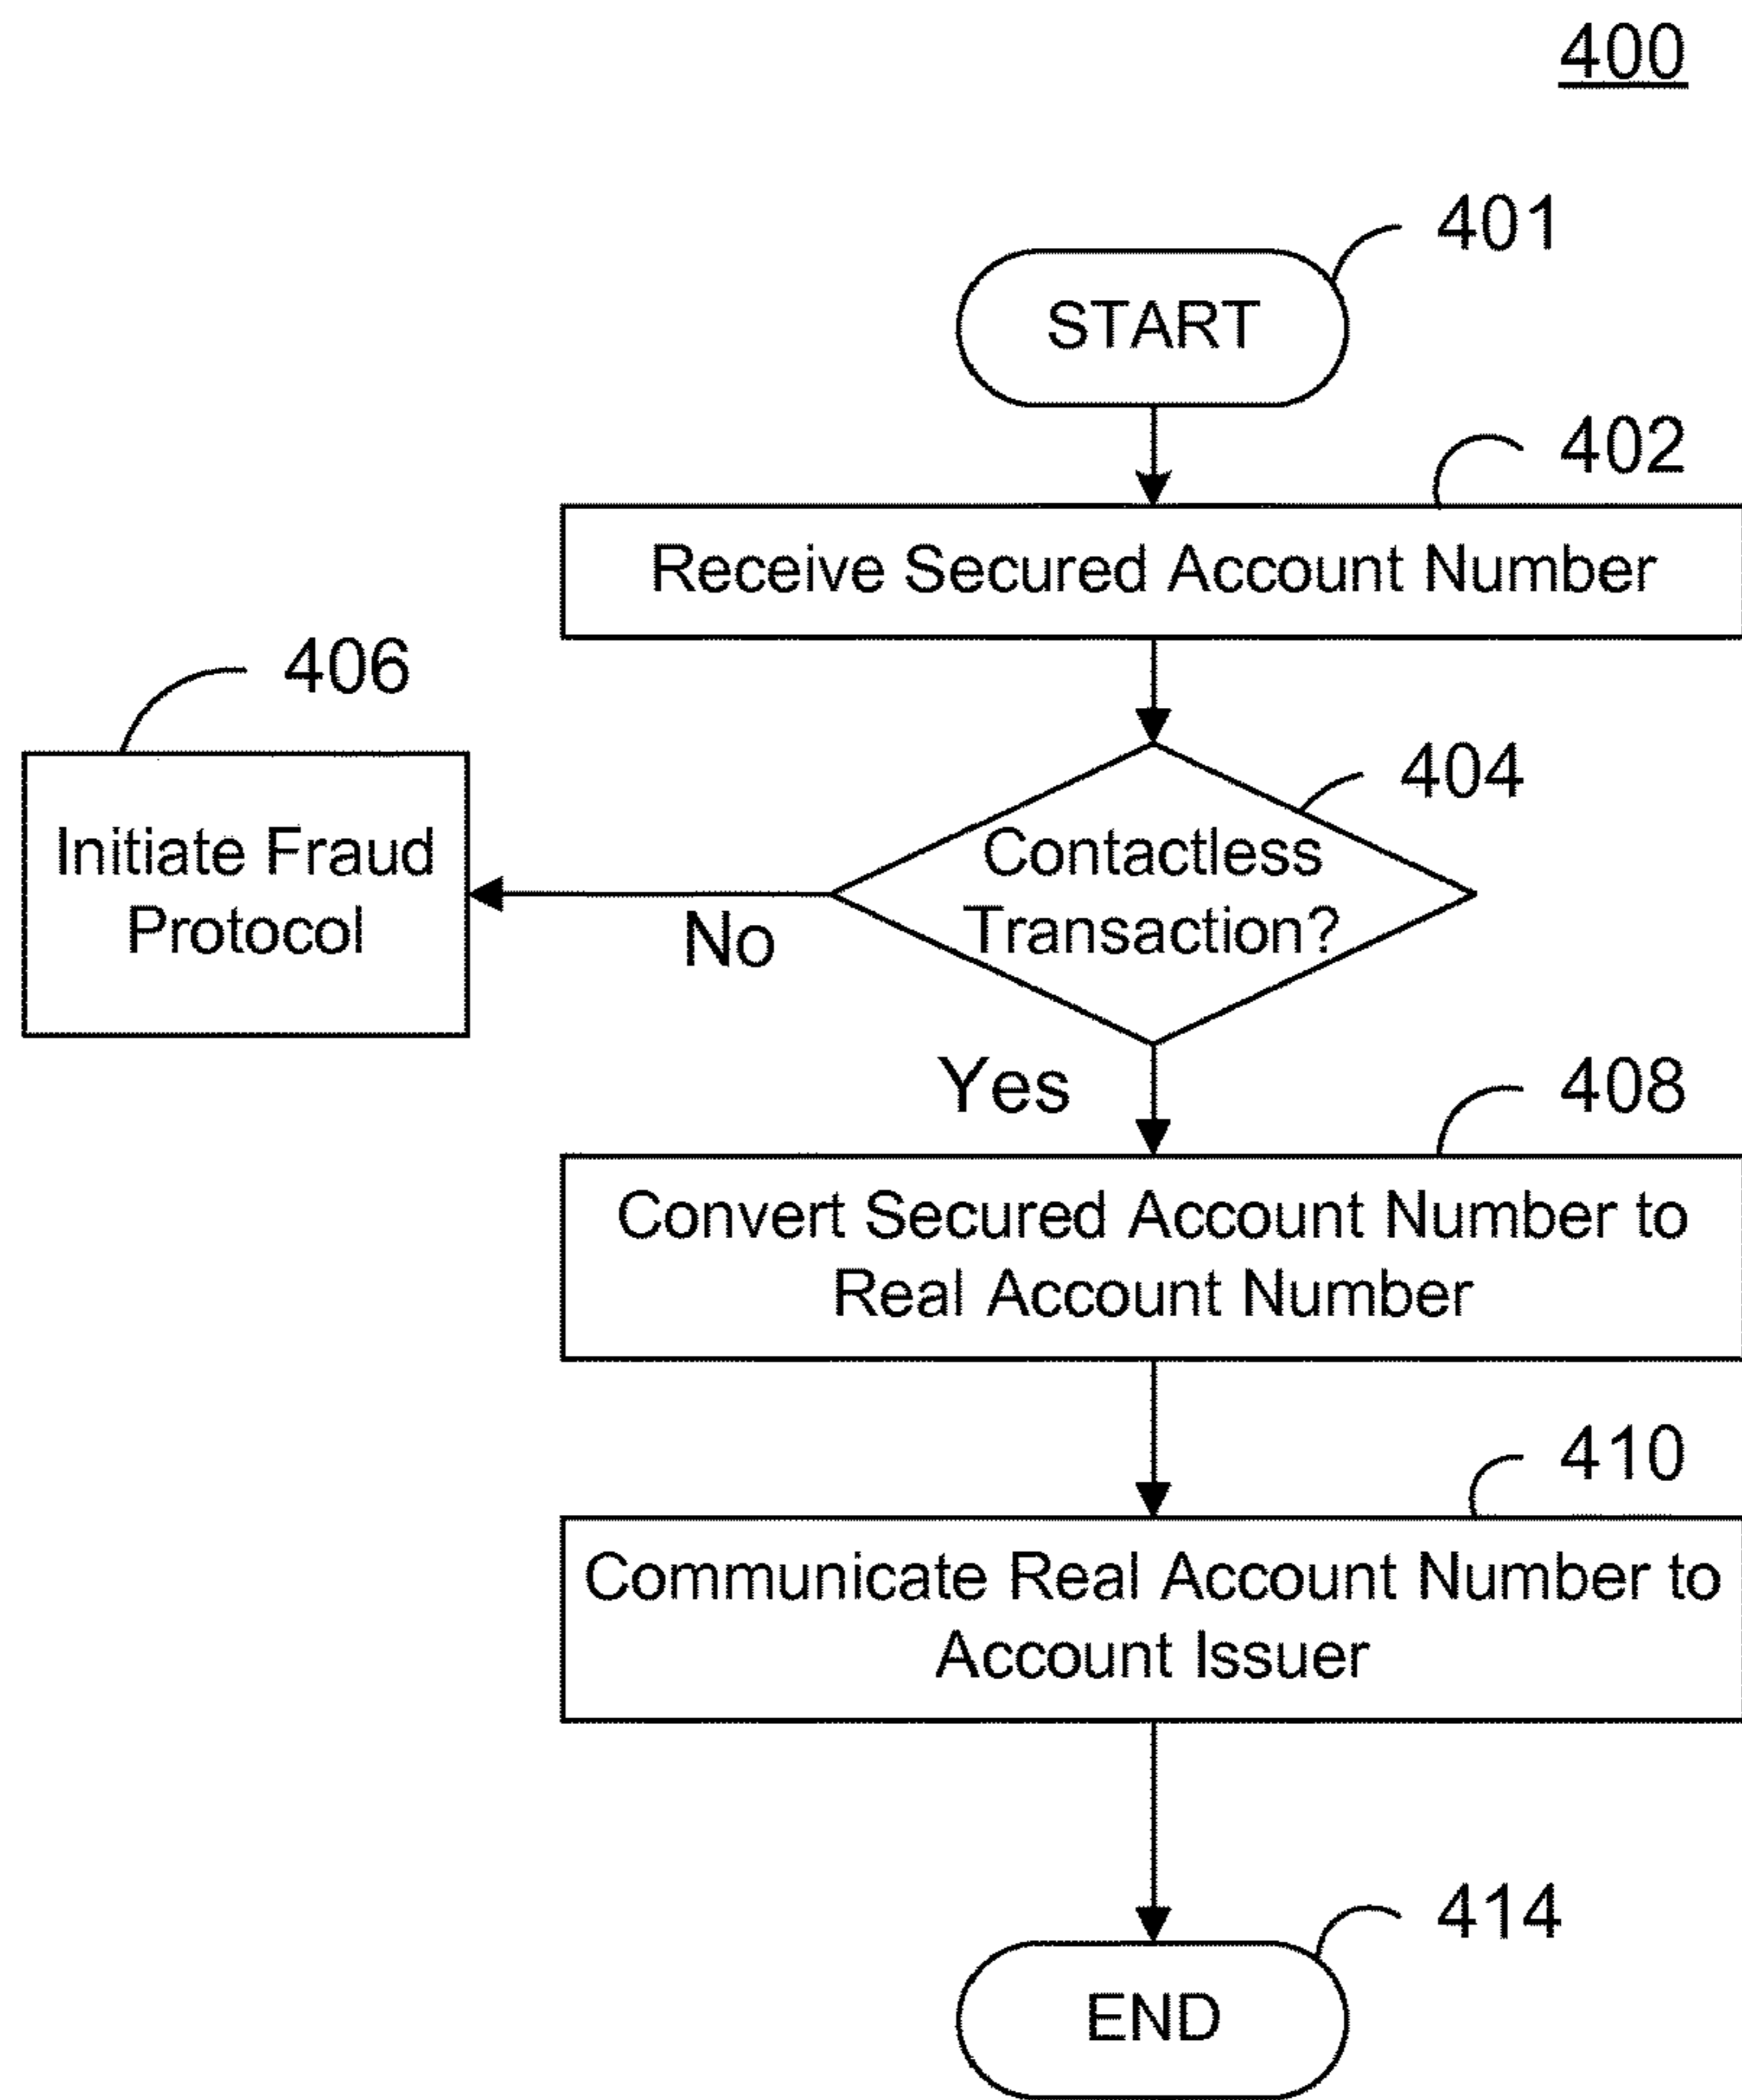 400
401
START
402
Receive Secured Account Number
406
404
Initiate Fraud
Protocol
Contactless
Transaction?
No
Yes
408
Convert Secured Account Number to
Real Account Number
410
Communicate Real Account Number to
Account Issuer
414
END